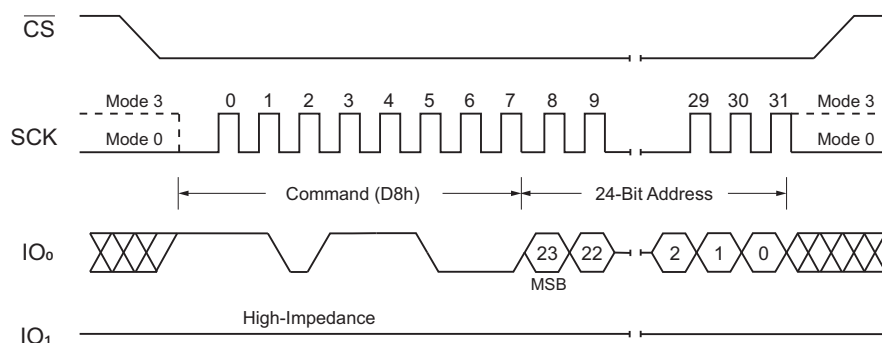 CS
0 1 2 3 4 5 6 7 8 9 29 30 31
Mode 3 Mode 3
SCK
Mode 0 Mode 0
Command (D8h) 24-Bit Address
IO₀ 23 22 2 1 0
MSB
High-Impedance
IO₁